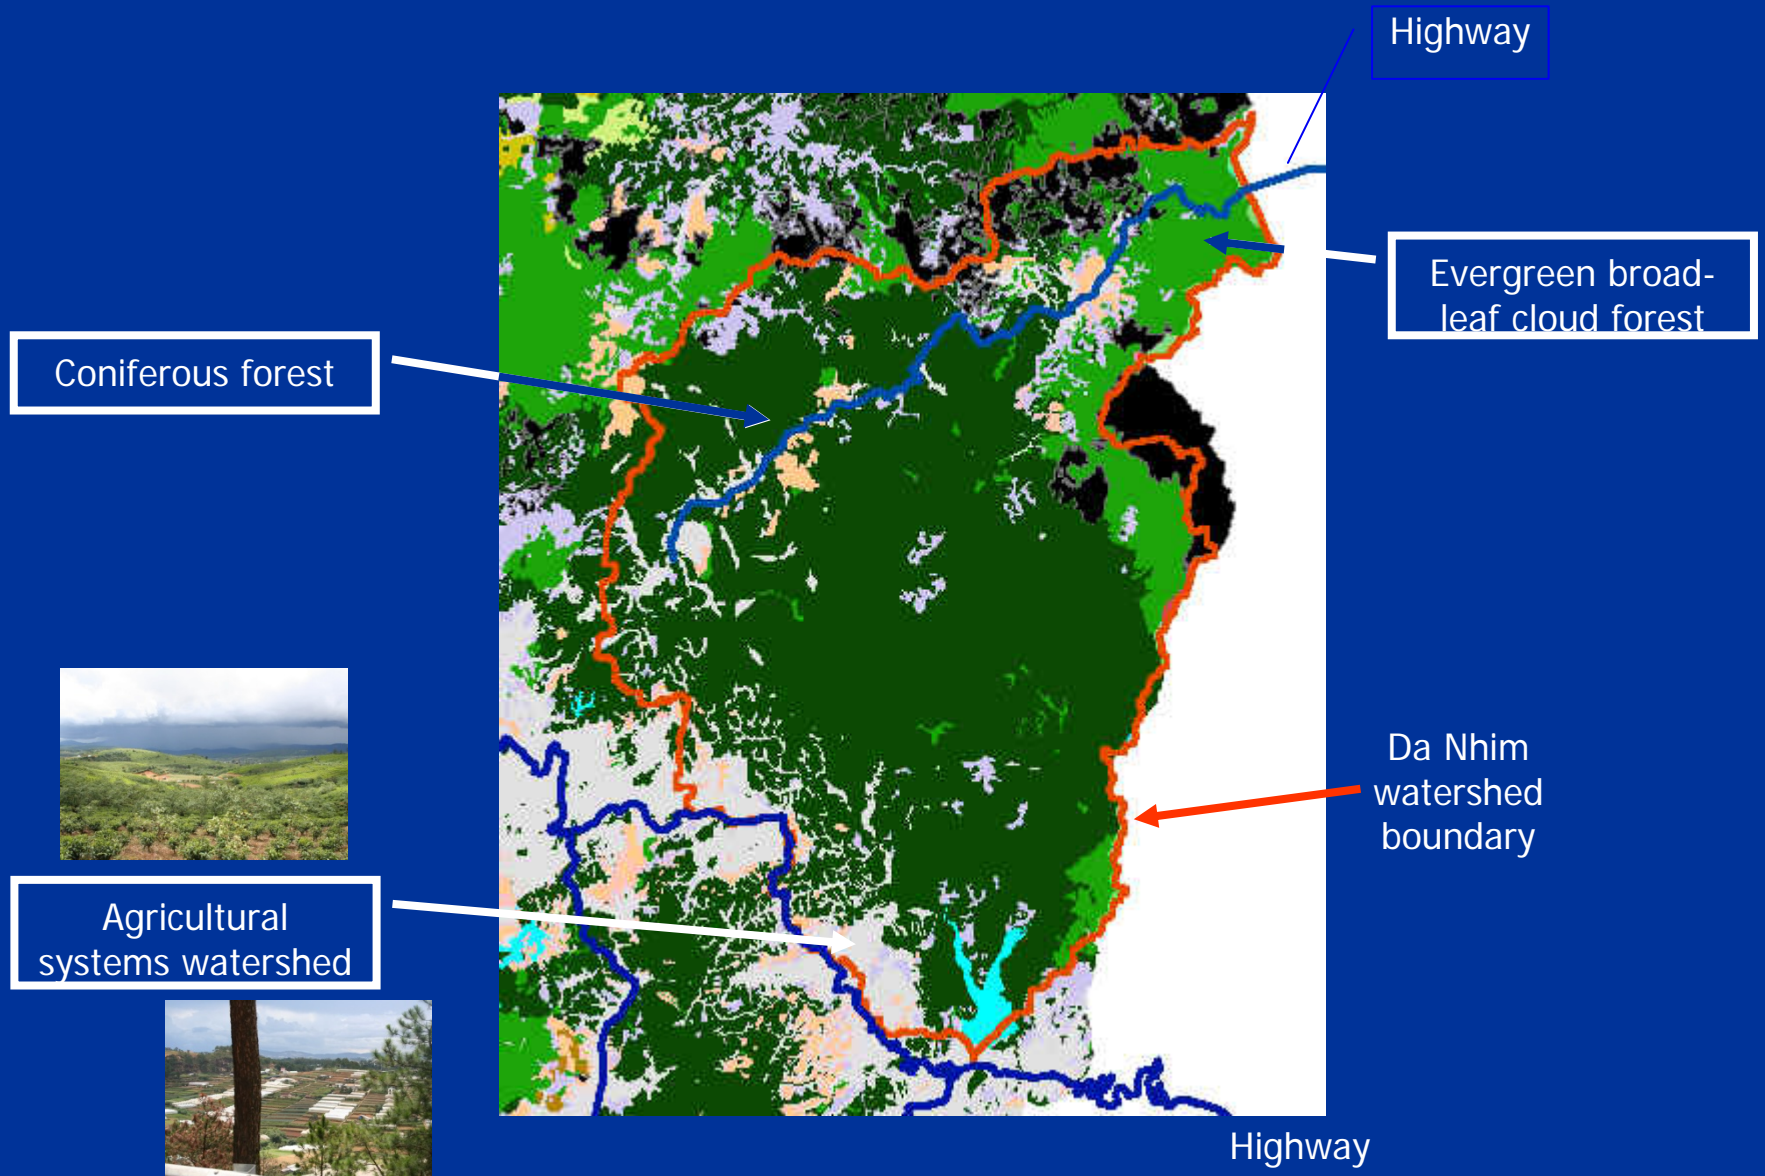 Highway
Evergreen broad-
leaf cloud forest
Coniferous forest
Da Nhim
watershed
boundary
Agricultural
systems watershed
Highway